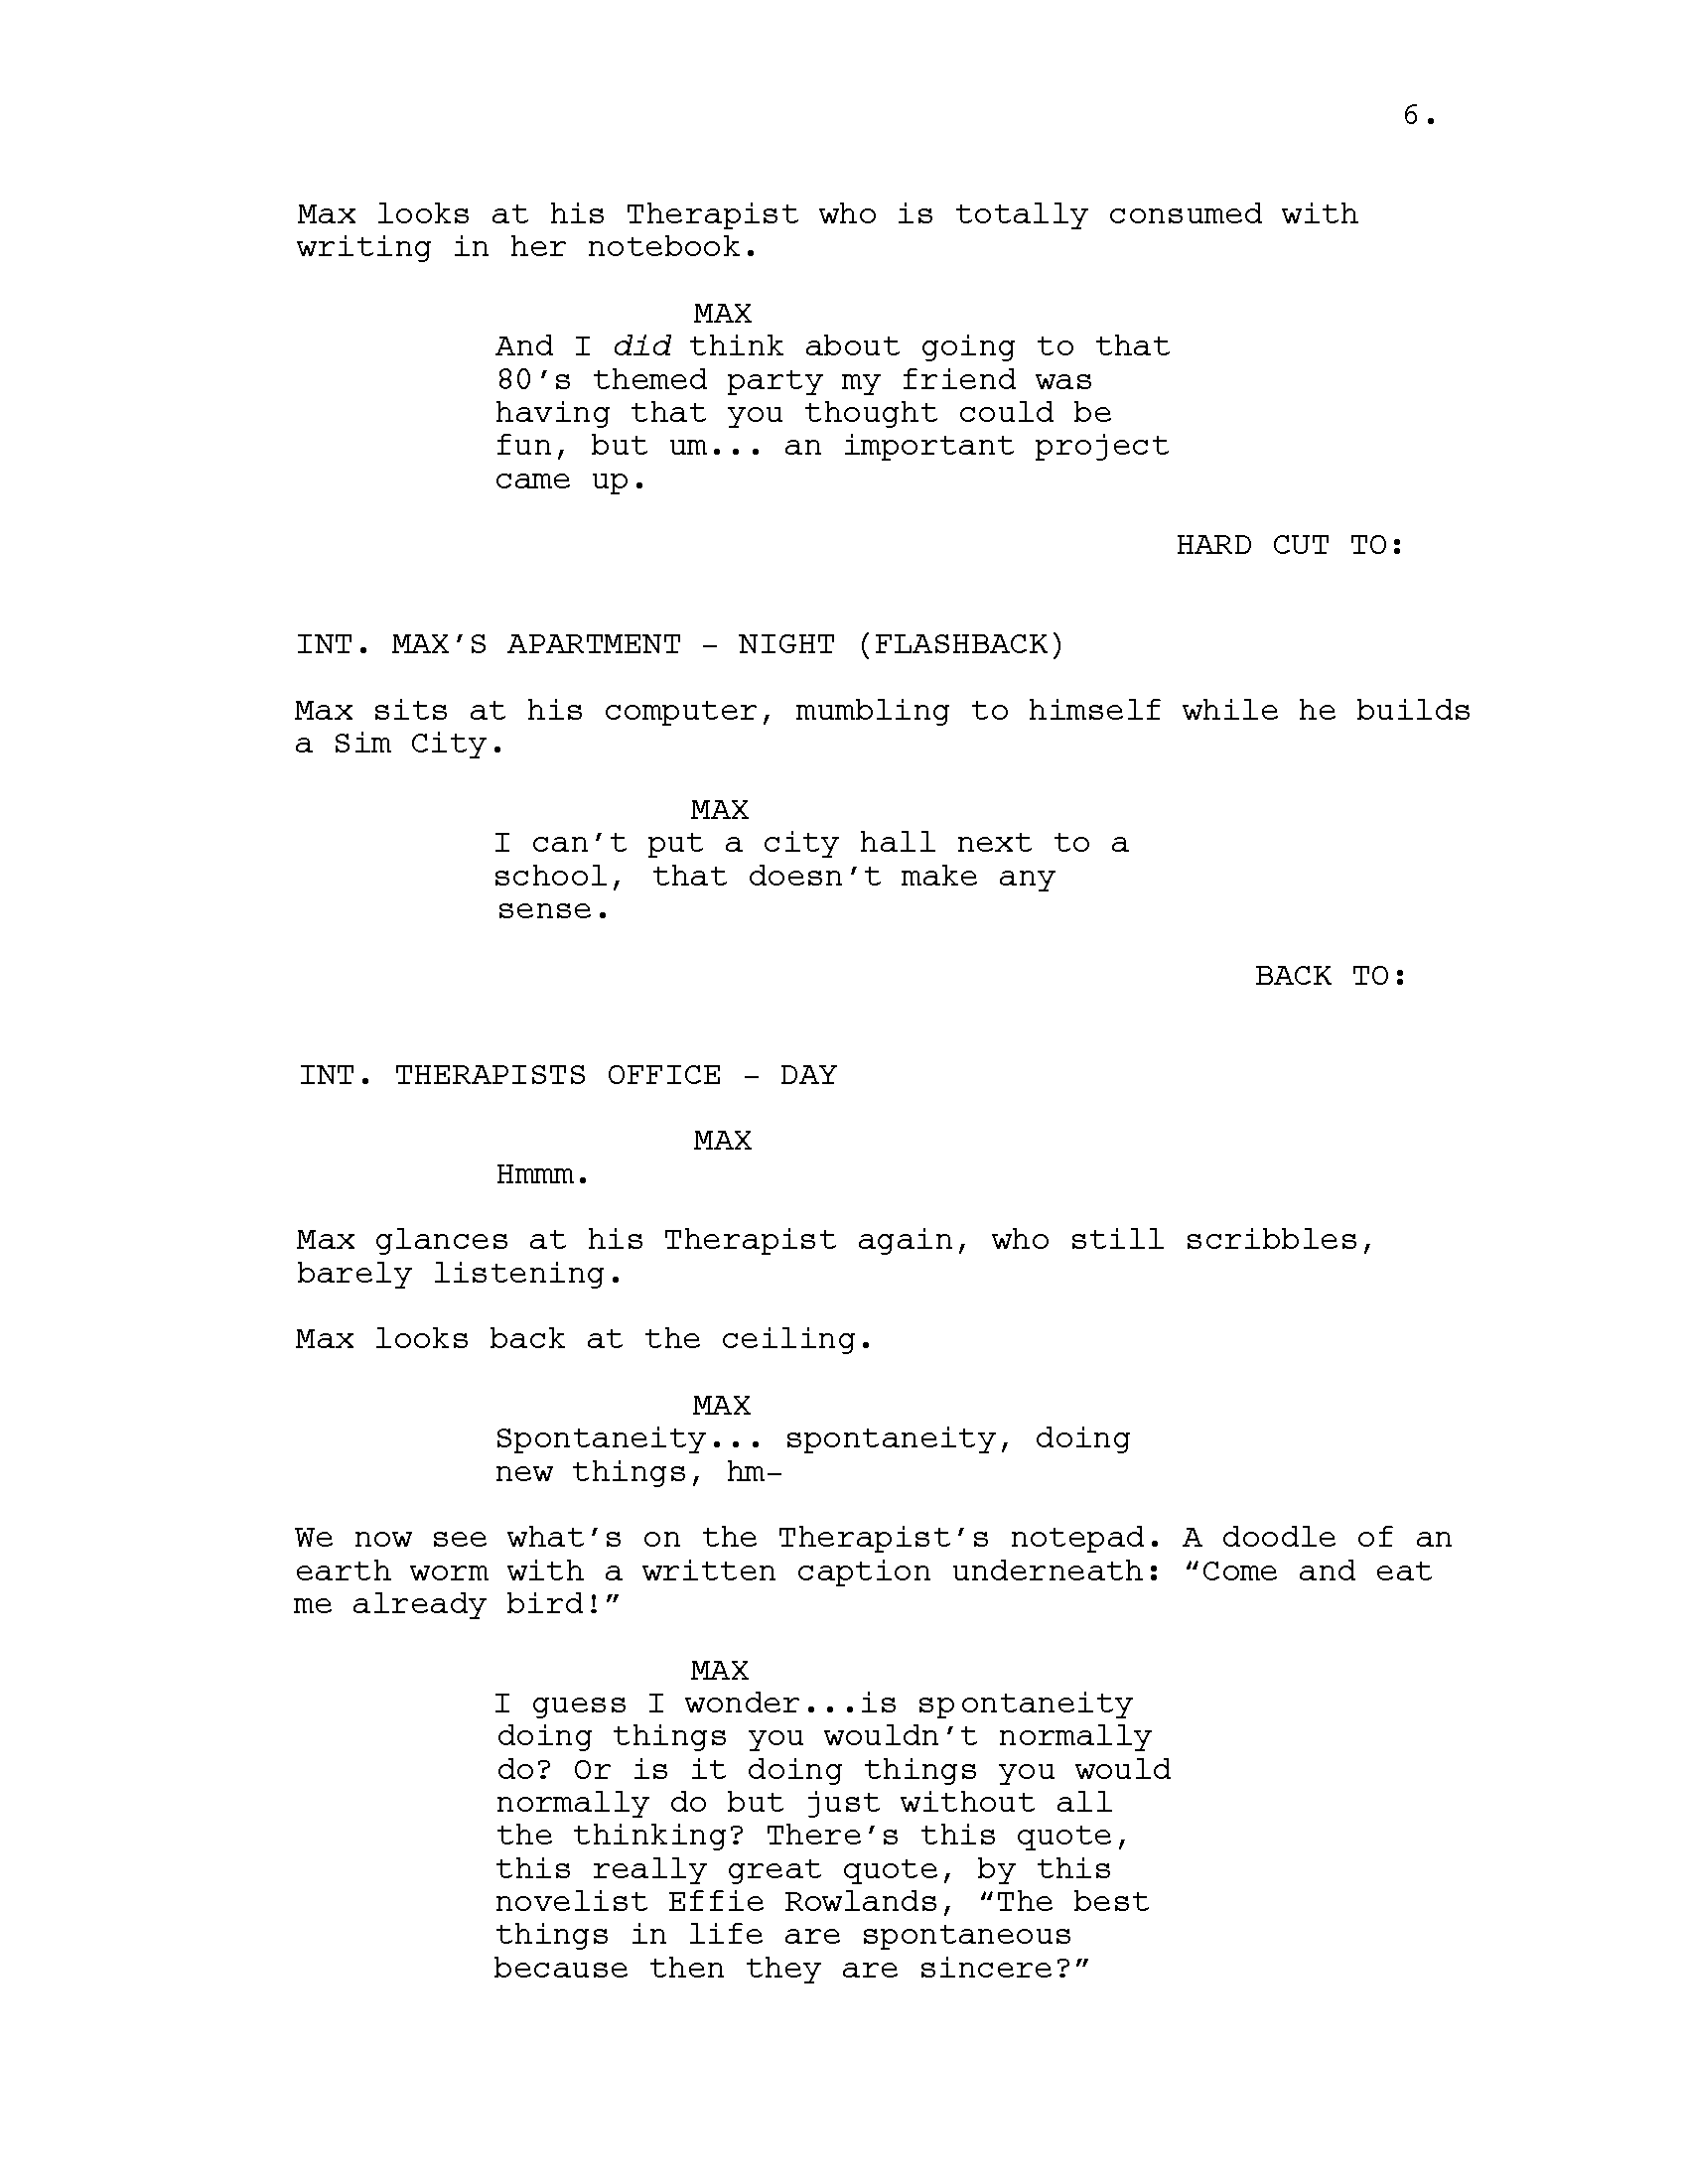 6.
Max looks at his Therapist who is totally consumed with
writing in her notebook.
MAX
And I did think about going to that
80's themed party my friend was
having that you thought could be
fun, but um... an important project
came up.
HARD CUT TO:
INT. MAX'S APARTMENT - NIGHT (FLASHBACK)
Max sits at his computer, mumbling to himself while he builds
a Sim City.
MAX
I can't put a city hall next to a
school, that doesn't make any
sense.
BACK TO:
INT. THERAPISTS OFFICE - DAY
MAX
Hmmm.
Max glances at his Therapist again, who still scribbles,
barely listening.
Max looks back at the ceiling.
MAX
Spontaneity... spontaneity, doing
new things, hm-
We now see what's on the Therapist's notepad. A doodle of an
earth worm with a written caption underneath: “Come and eat
me already bird!”
MAX
I guess I wonder...is spontaneity
doing things you wouldn't normally
do? Or is it doing things you would
normally do but just without all
the thinking? There's this quote,
this really great quote, by this
novelist Effie Rowlands, “The best
things in life are spontaneous
because then they are sincere?”